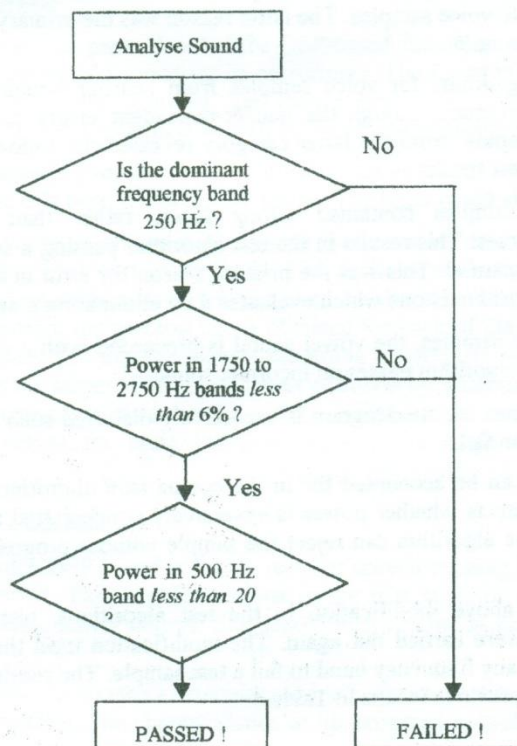 Analyse Sound
No
Is the dominant
frequency band
250 Hz ?
Yes
Power in 1750 to
2750 Hz bands less
than 6% ?
No
Yes
Power in 500 Hz
band less than 20
PASSED !
FAILED !